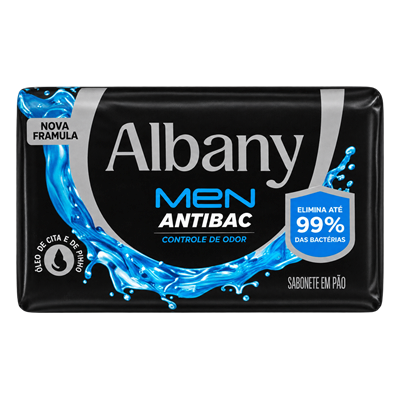 NOVA
FRAMULA
Albany
MEN
ANTIBAC
CONTROLE DE ODOR
ELIMINA ATÉ
99%
DAS BACTÉRIAS
ÓLEO DE CITA E DE PINHO
SABONETE EM PÃO